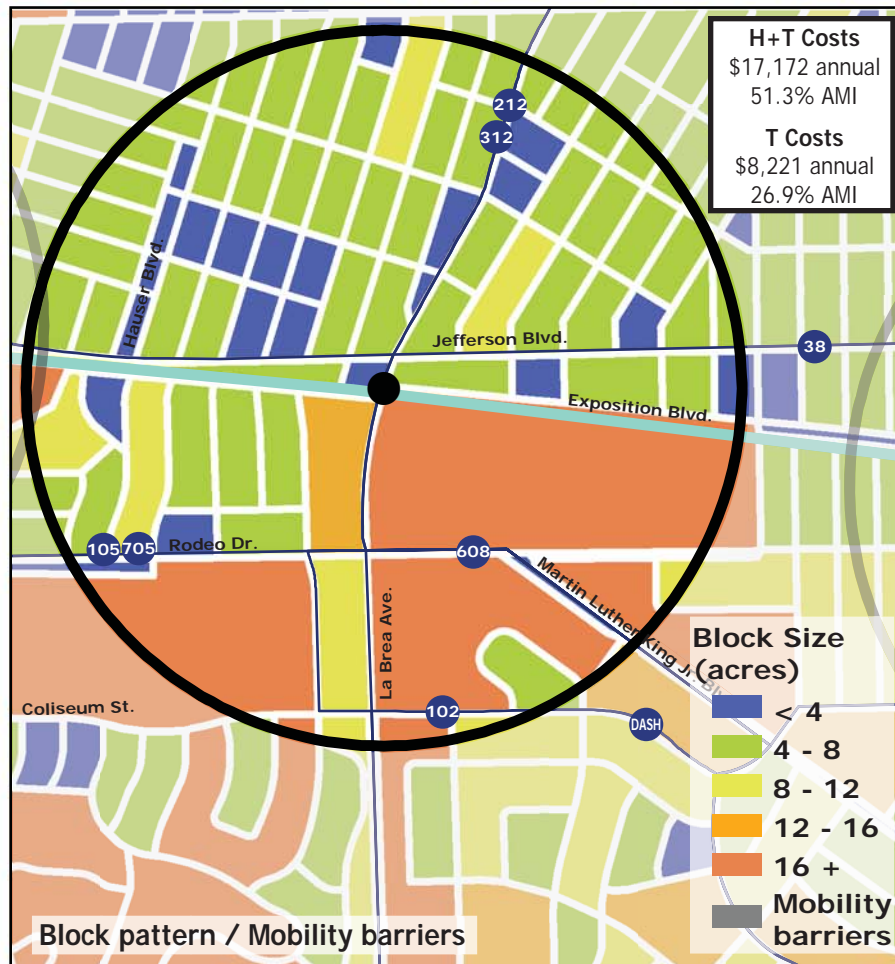 H+T Costs
$17,172 annual
51.3% AMI
T Costs
$8,221 annual
26.9% AMI
212
312
Hauser Blvd.
Jefferson Blvd.
38
Exposition Blvd.
105
705
Rodeo Dr.
608
Martin Luther King Jr. Blv
La Brea Ave.
Coliseum St.
102
DASH
Block Size
(acres)
< 4
4 - 8
8 - 12
12 - 16
16 +
Mobility
barriers
Block pattern / Mobility barriers